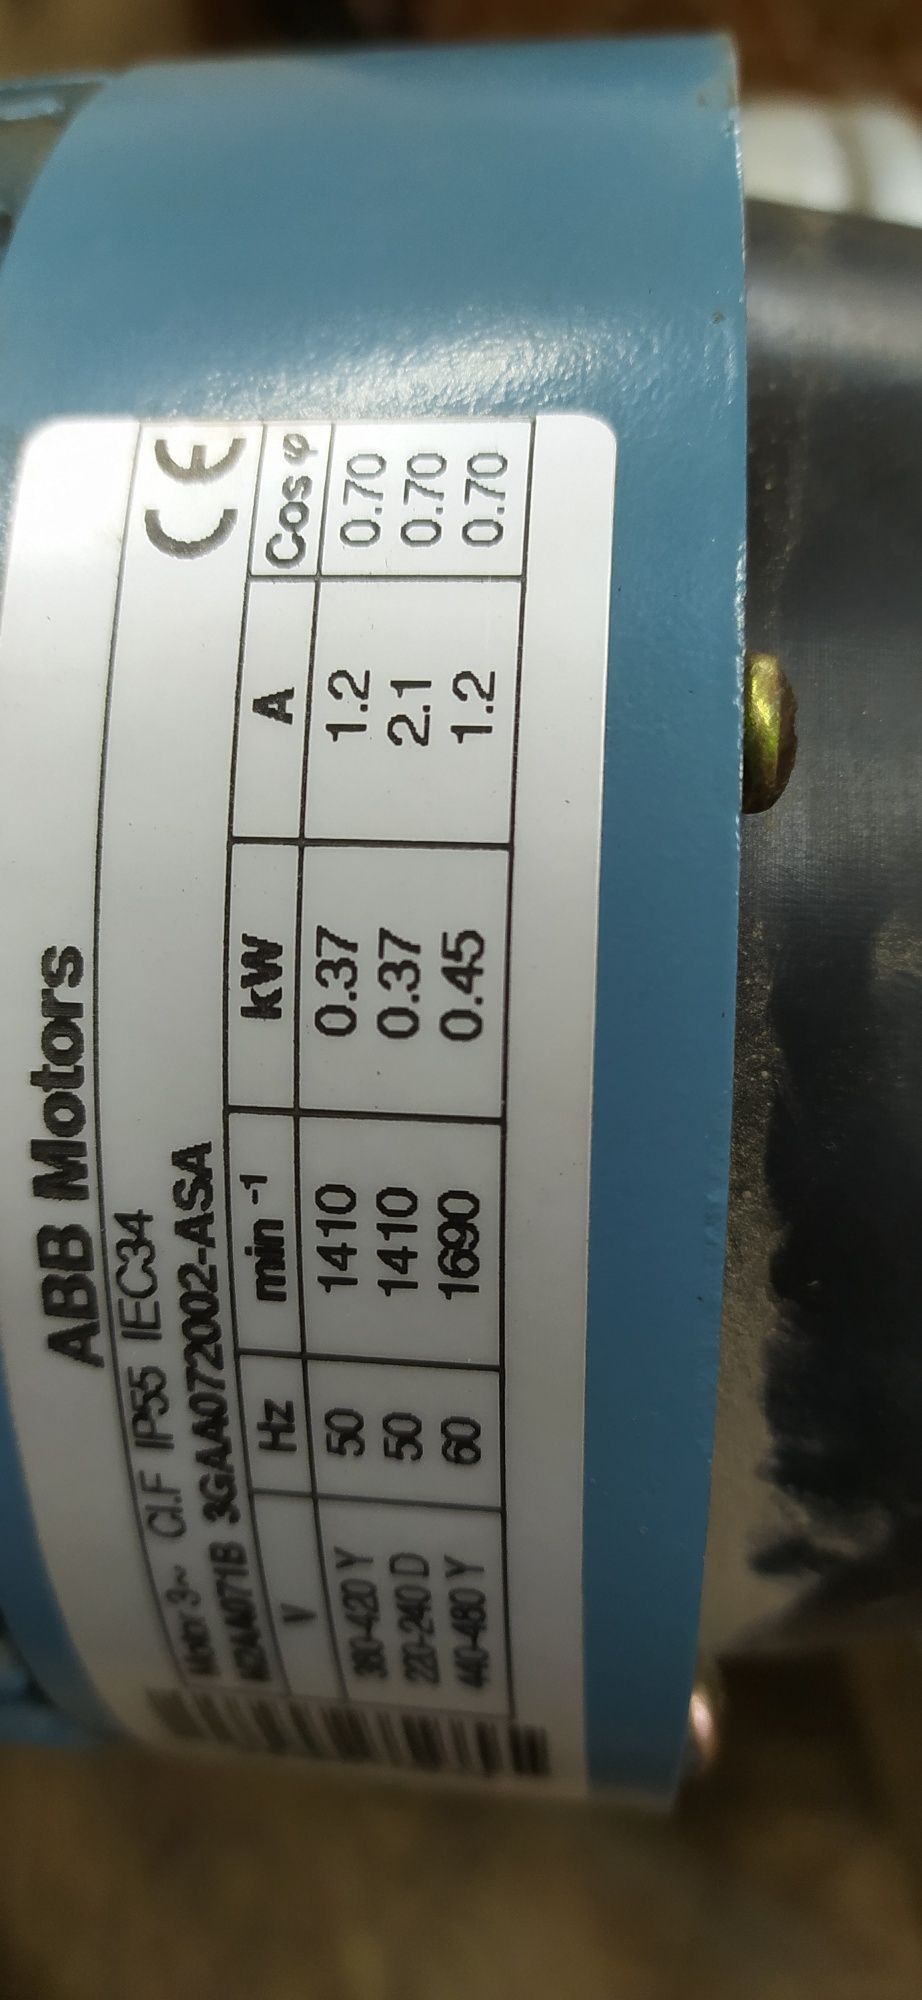 ABB Motors
Motor 3~ Cl.F IP55 IEC34
M2AA071B 3GAA072002-ASA
CE
V Hz min⁻¹ kW A Cos φ
380-420 Y 50 1410 0.37 1.2 0.70
220-240 D 50 1410 0.37 2.1 0.70
440-480 Y 60 1690 0.45 1.2 0.70